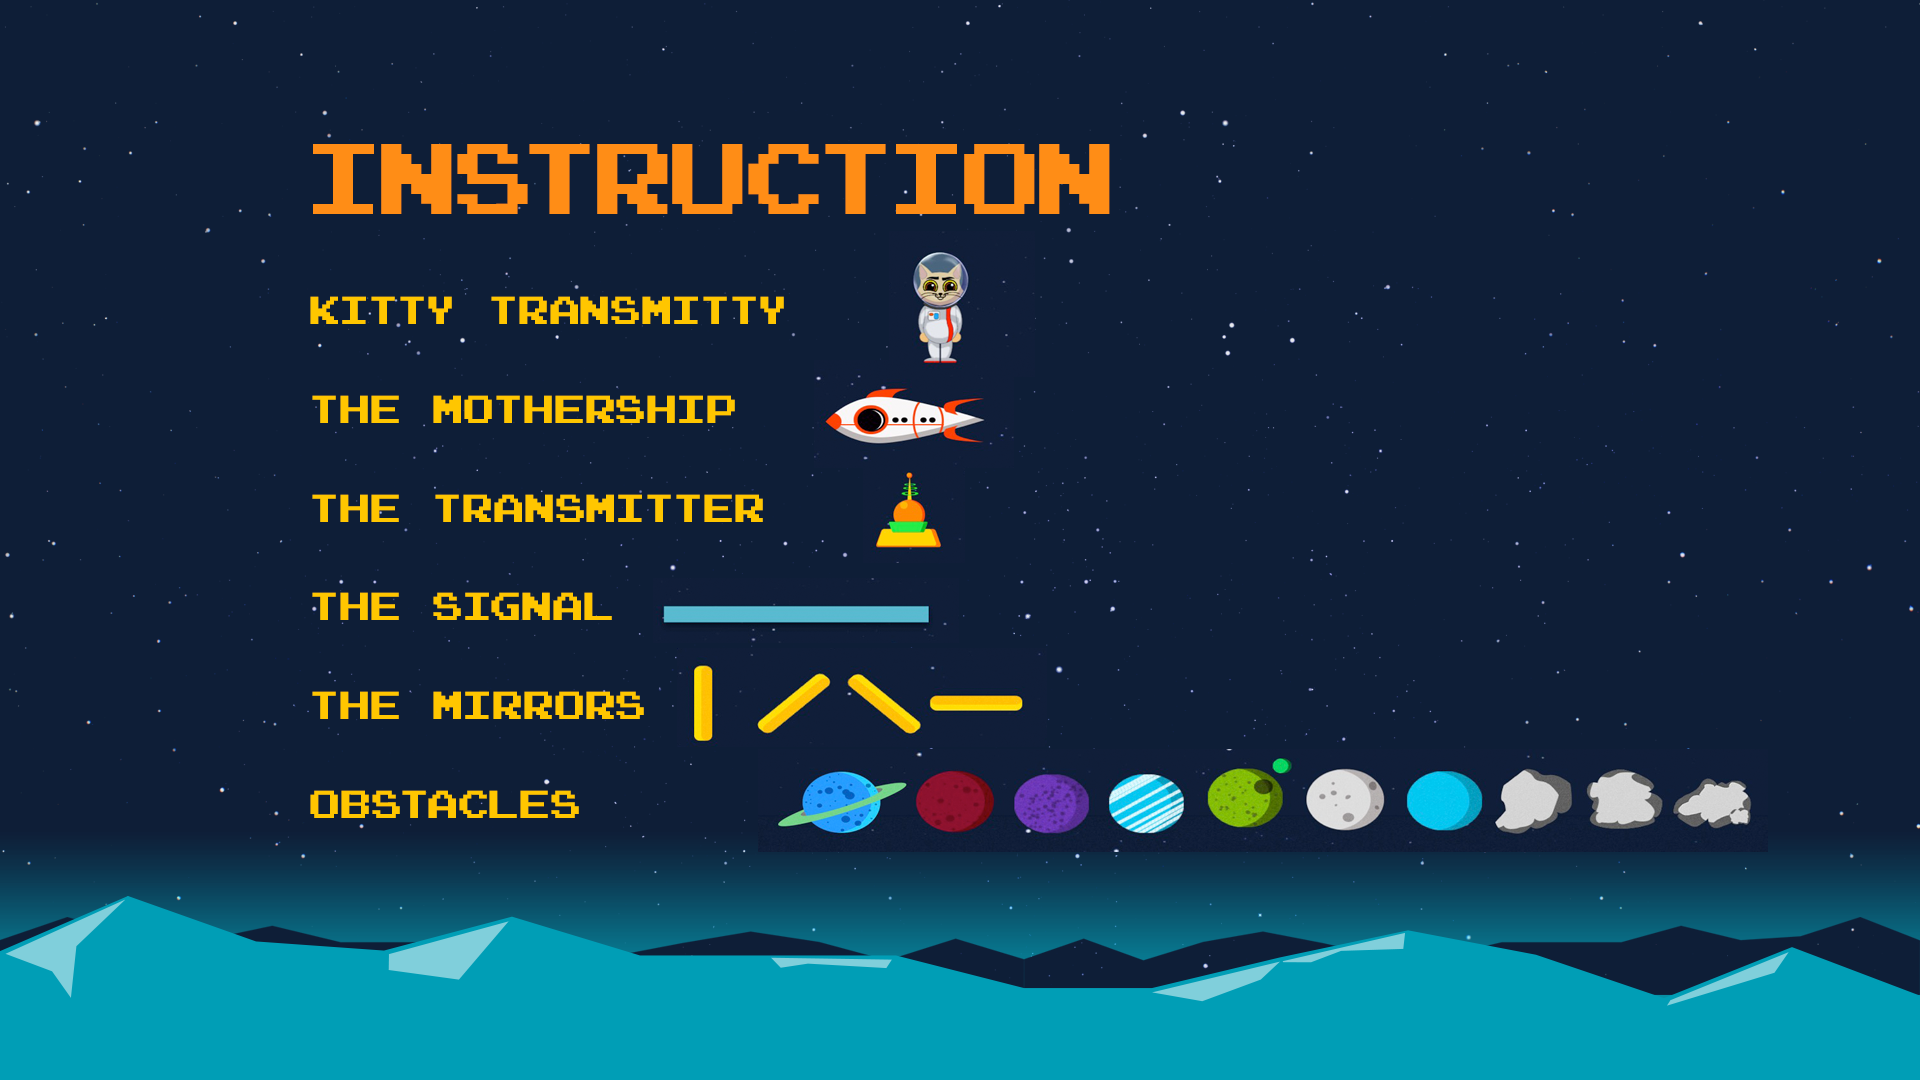 INSTRUCTION
KITTY TRANSMITTY
THE MOTHERSHIP
THE TRANSMITTER
THE SIGNAL
THE MIRRORS
OBSTACLES